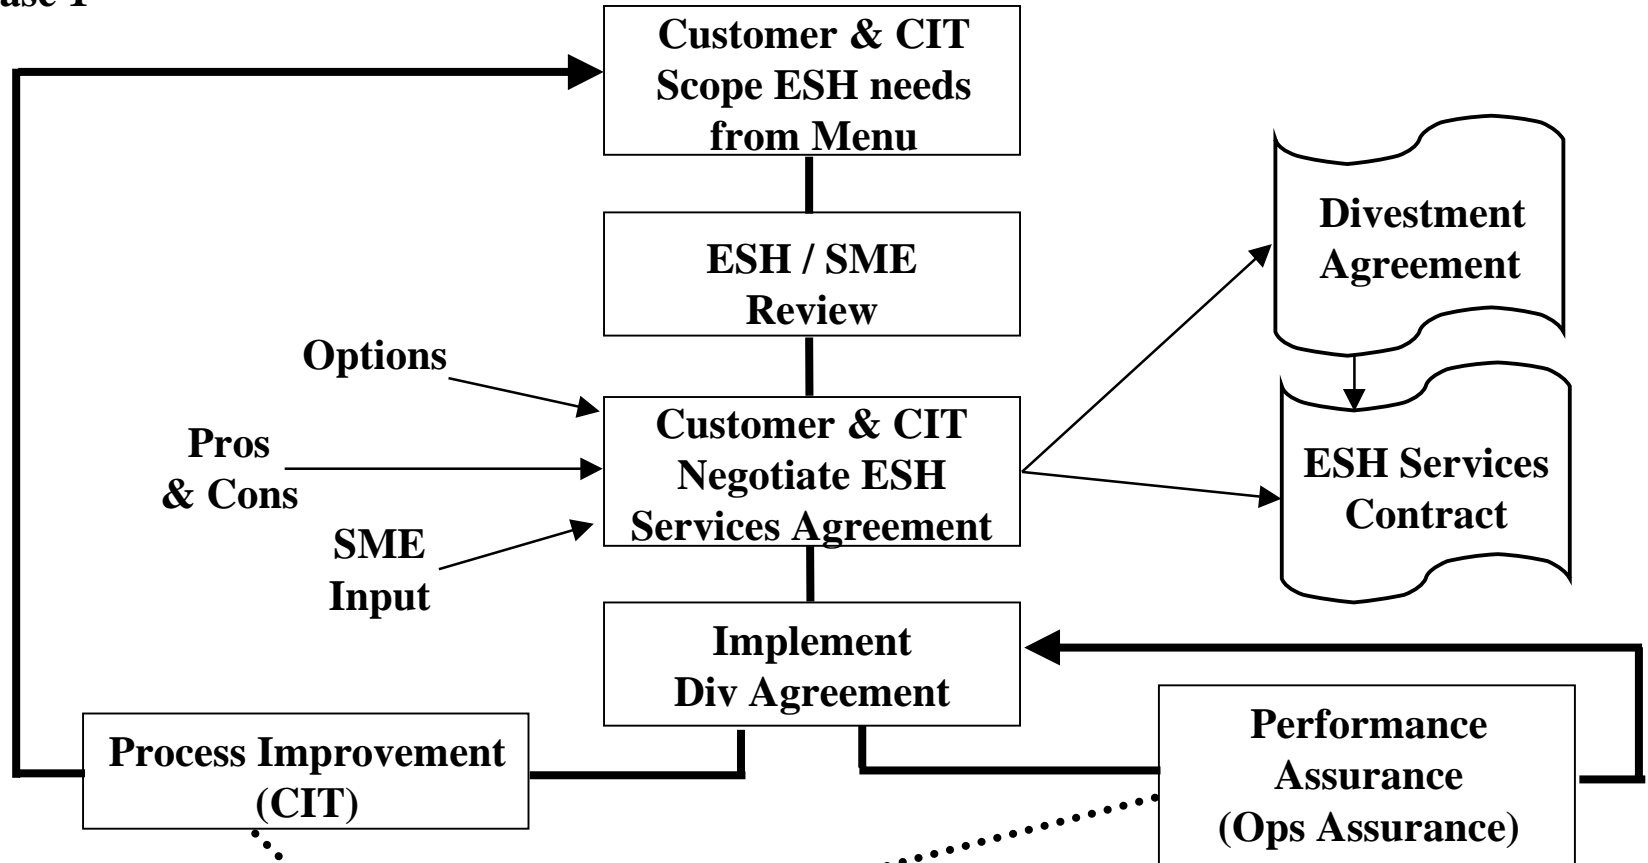 Customer & CIT
Scope ESH needs
from Menu
Divestment
Agreement
ESH / SME
Review
Options
Customer & CIT
Negotiate ESH
Services Agreement
Pros
& Cons
ESH Services
Contract
SME
Input
Implement
Div Agreement
Process Improvement
(CIT)
Performance
Assurance
(Ops Assurance)